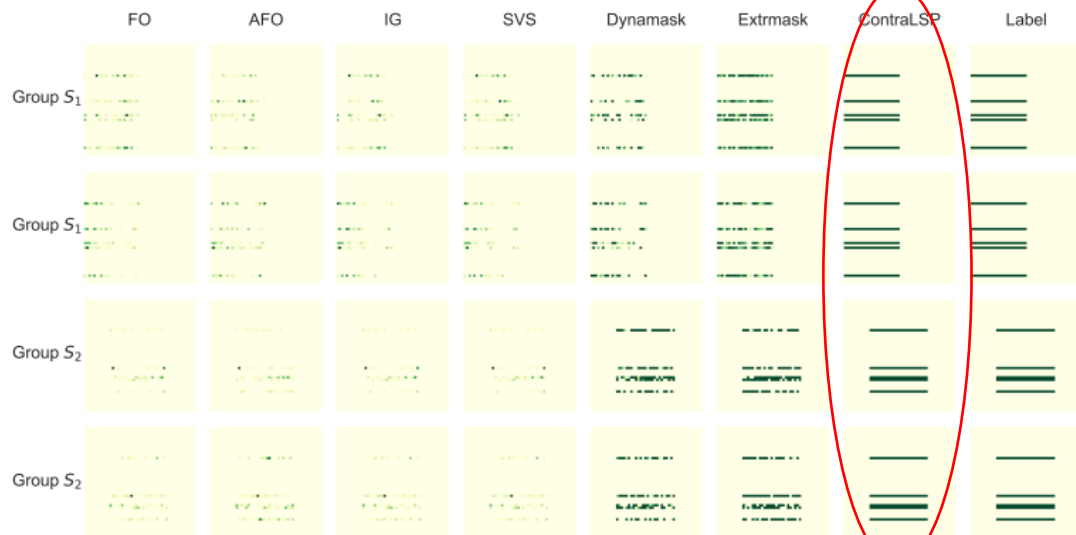 FO AFO IG SVS Dynamask Extrmask ContraLSP Label
Group S₁
Group S₁
Group S₂
Group S₂